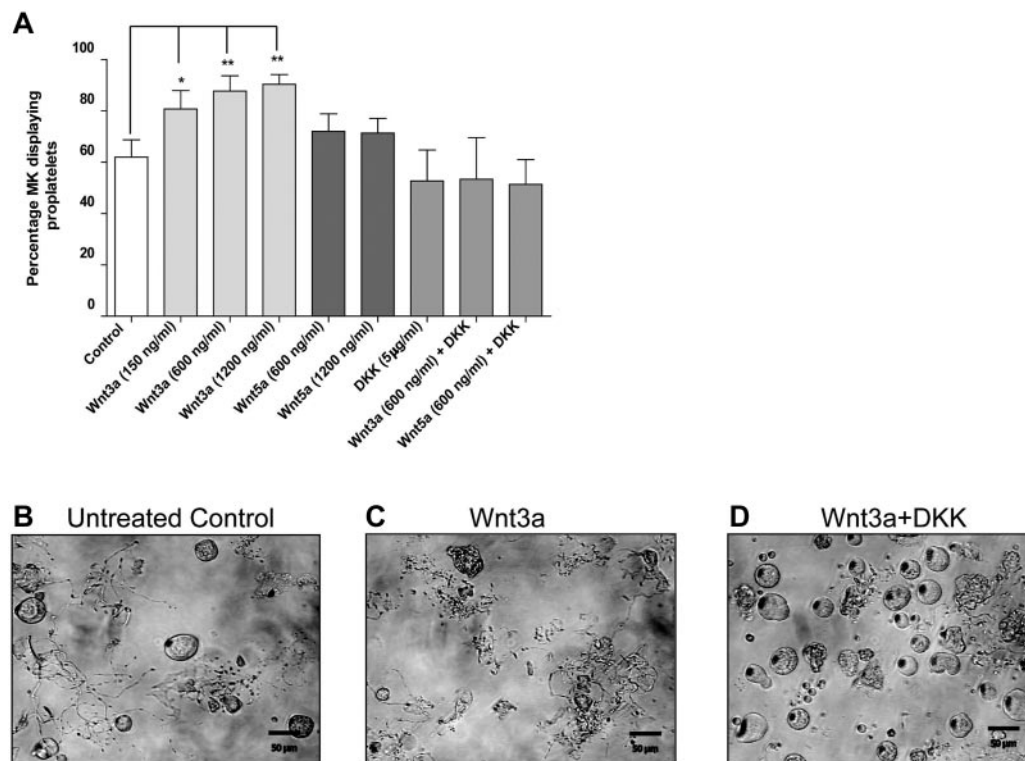 A
Percentage MK displaying
proplatelets
100
80
60
40
20
0
*
**
**
Control
Wnt3a (150 ng/ml)
Wnt3a (600 ng/ml)
Wnt3a (1200 ng/ml)
Wnt5a (600 ng/ml)
Wnt5a (1200 ng/ml)
DKK (5µg/ml)
Wnt3a (600 ng/ml) + DKK
Wnt5a (600 ng/ml) + DKK
B Untreated Control
50 µm
C Wnt3a
50 µm
D Wnt3a+DKK
50 µm